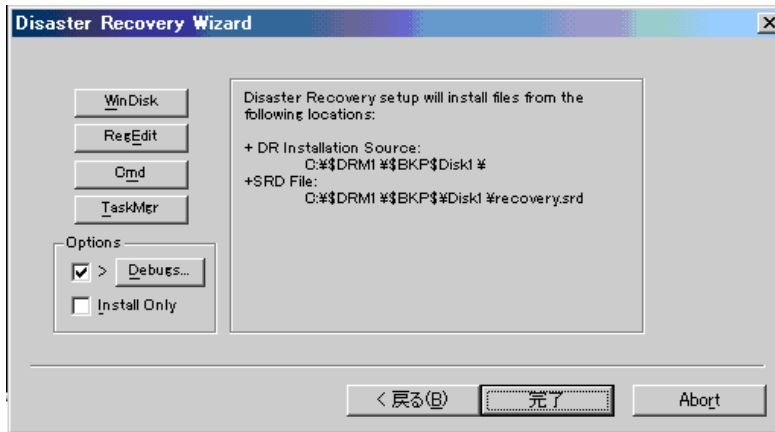 Disaster Recovery Wizard
WinDisk
RegEdit
Cmd
TaskMgr
Options
> Debugs...
Install Only
Disaster Recovery setup will install files from the
following locations:
+ DR Installation Source:
C:¥$DRM1 ¥$BKP$Disk1 ¥
+SRD File:
C:¥$DRM1 ¥$BKP$¥Disk1 ¥recovery.srd
< 戻る(B)
完了
Abort